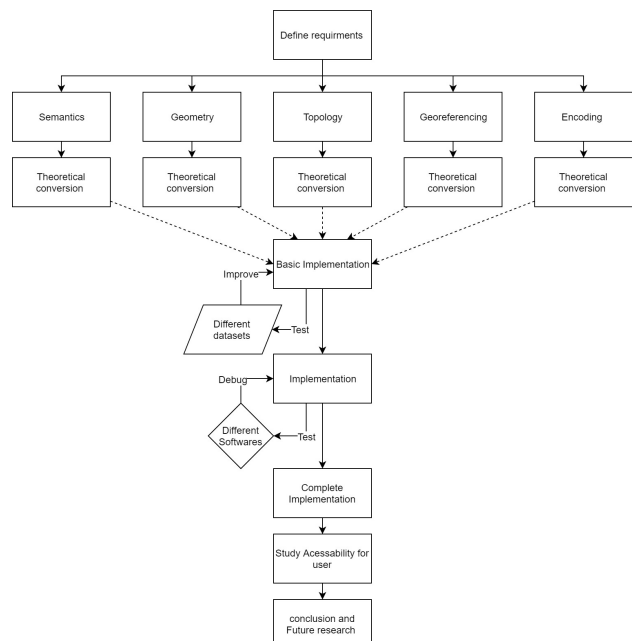 Define requirments
Semantics
Geometry
Topology
Georeferencing
Encoding
Theoretical
conversion
Theoretical
conversion
Theoretical
conversion
Theoretical
conversion
Theoretical
conversion
Basic Implementation
Improve
Different
datasets
Test
Implementation
Debug
Different
Softwares
Test
Complete
Implementation
Study Acessability for
user
conclusion and
Future research